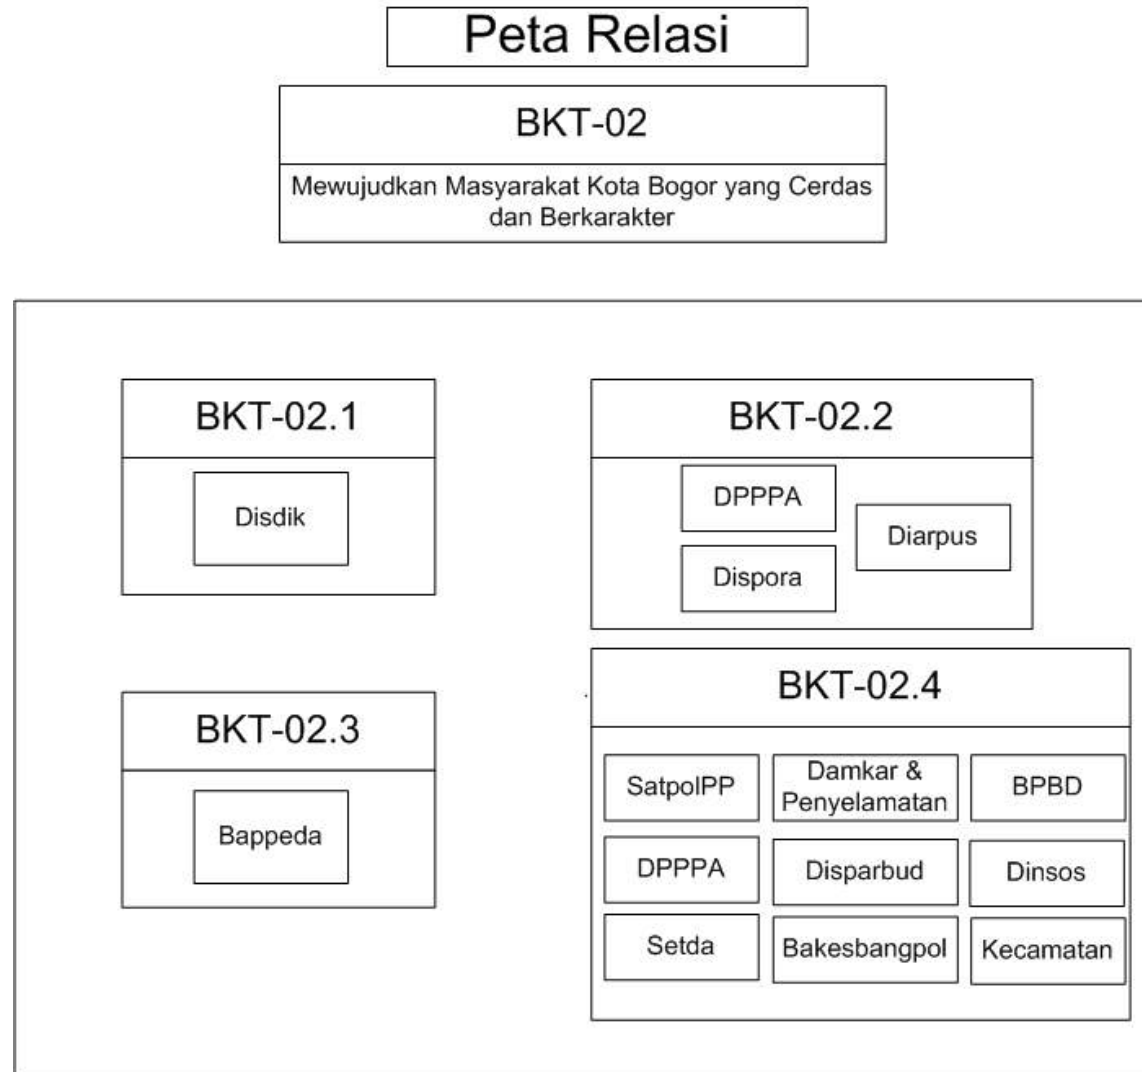 Peta Relasi
BKT-02
Mewujudkan Masyarakat Kota Bogor yang Cerdas
dan Berkarakter
BKT-02.1
Disdik
BKT-02.2
DPPPA
Diarpus
Dispora
BKT-02.3
Bappeda
BKT-02.4
SatpolPP
Damkar &
Penyelamatan
BPBD
DPPPA
Disparbud
Dinsos
Setda
Bakesbangpol
Kecamatan